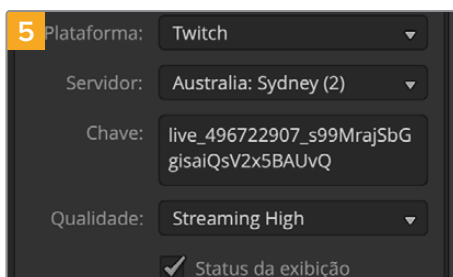 5
Plataforma: Twitch
Servidor: Australia: Sydney (2)
Chave: live_496722907_s99MrajSbG
gisaiQsV2x5BAUvQ
Qualidade: Streaming High
Status da exibição